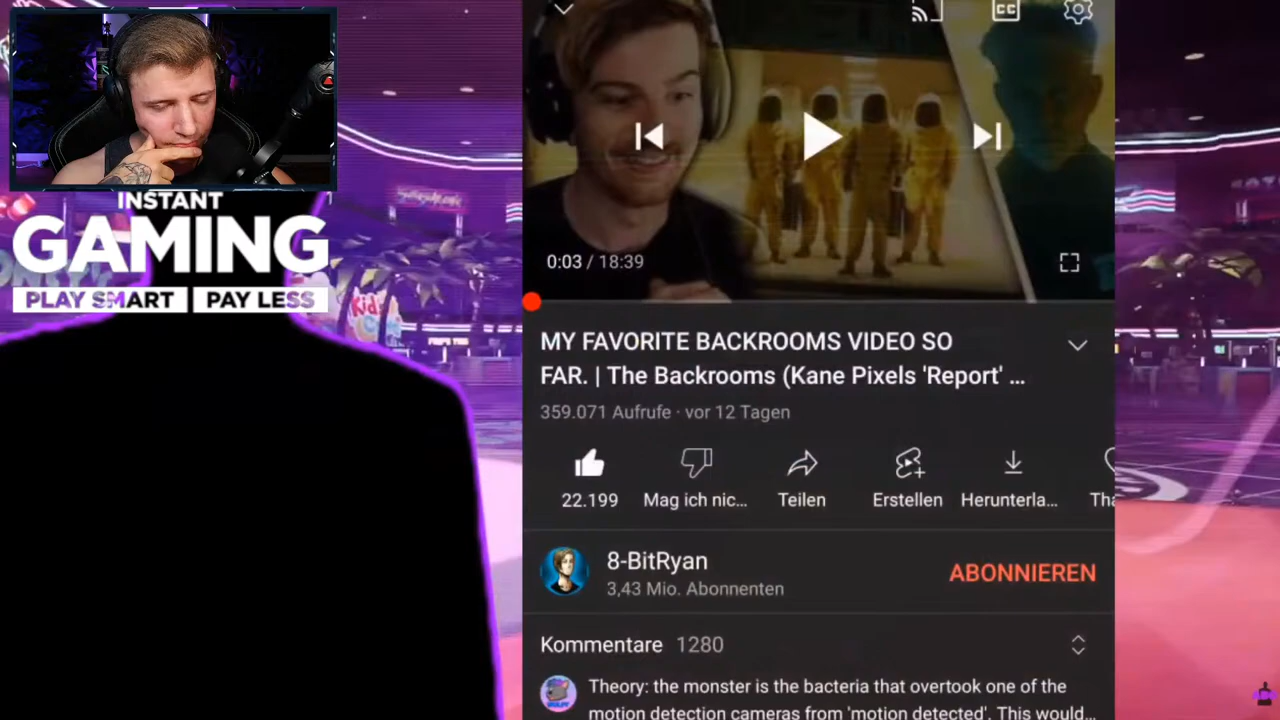 INSTANT
GAMING
PLAY SMART | PAY LESS
CC
0:03 / 18:39
MY FAVORITE BACKROOMS VIDEO SO
FAR. | The Backrooms (Kane Pixels 'Report' ...
359.071 Aufrufe · vor 12 Tagen
22.199 Mag ich nic... Teilen Erstellen Herunterla... Tha
8-BitRyan
3,43 Mio. Abonnenten
ABONNIEREN
Kommentare 1280
Theory: the monster is the bacteria that overtook one of the
motion detection cameras from 'motion detected'. This would...